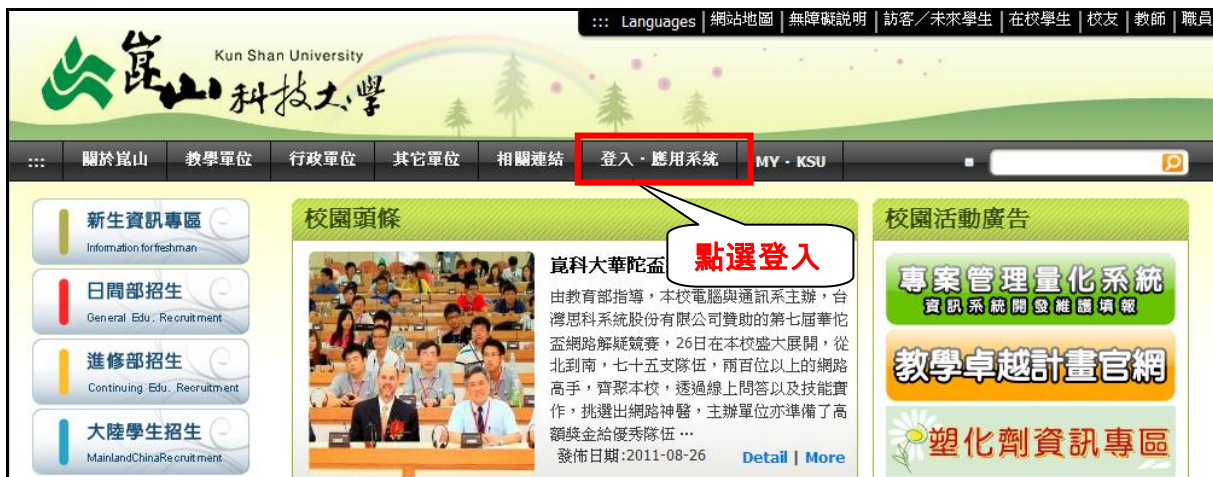 ::: Languages | 網站地圖 | 無障礙說明 | 訪客／未來學生 | 在校學生 | 校友 | 教師 | 職員
Kun Shan University
崑山科技大學
::: 關於崑山 教學單位 行政單位 其它單位 相關連結 登入．應用系統 MY．KSU
點選登入
新生資訊專區
Information for freshman
日間部招生
General Edu. Recruitment
進修部招生
Continuing Edu. Recruitment
大陸學生招生
MainlandChinaRecruitment
校園頭條
崑科大華陀盃
由教育部指導，本校電腦與通訊系主辦，台
灣思科系統股份有限公司贊助的第七屆華佗
盃網路解疑競賽，26日在本校盛大展開，從
北到南，七十五支隊伍，兩百位以上的網路
高手，齊聚本校，透過線上問答以及技能實
作，挑選出網路神醫，主辦單位亦準備了高
額獎金給優秀隊伍…
發佈日期:2011-08-26 Detail | More
校園活動廣告
專案管理量化系統
資訊系統開發維護填報
教學卓越計畫官網
塑化劑資訊專區